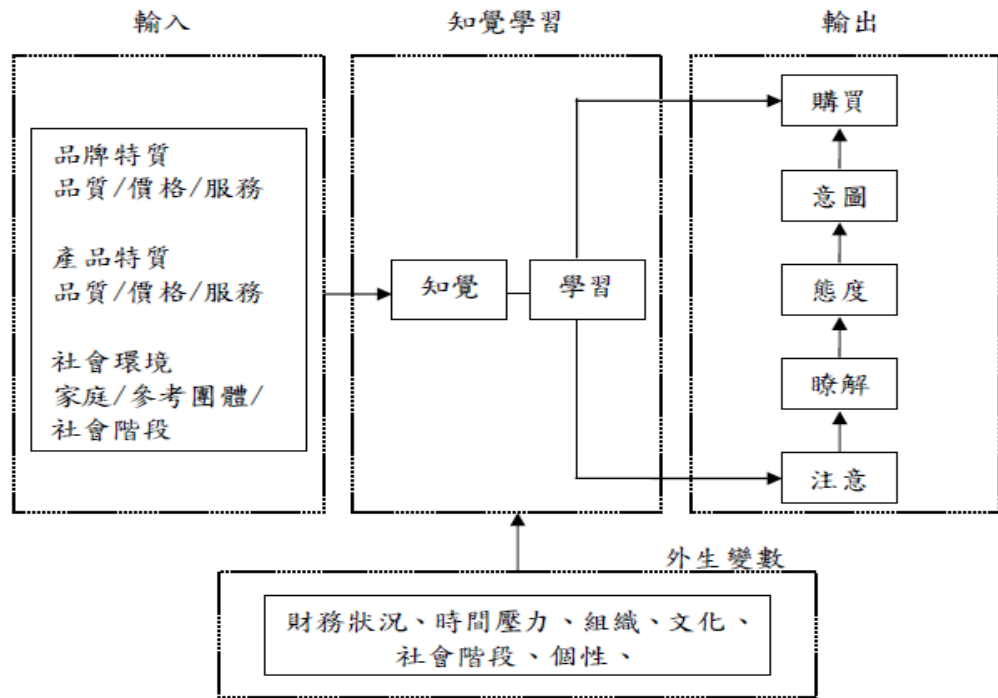 輸入
知覺學習
輸出
品牌特質
品質/價格/服務
產品特質
品質/價格/服務
社會環境
家庭/參考團體/
社會階段
知覺
學習
購買
意圖
態度
瞭解
注意
外生變數
財務狀況、時間壓力、組織、文化、
社會階段、個性、